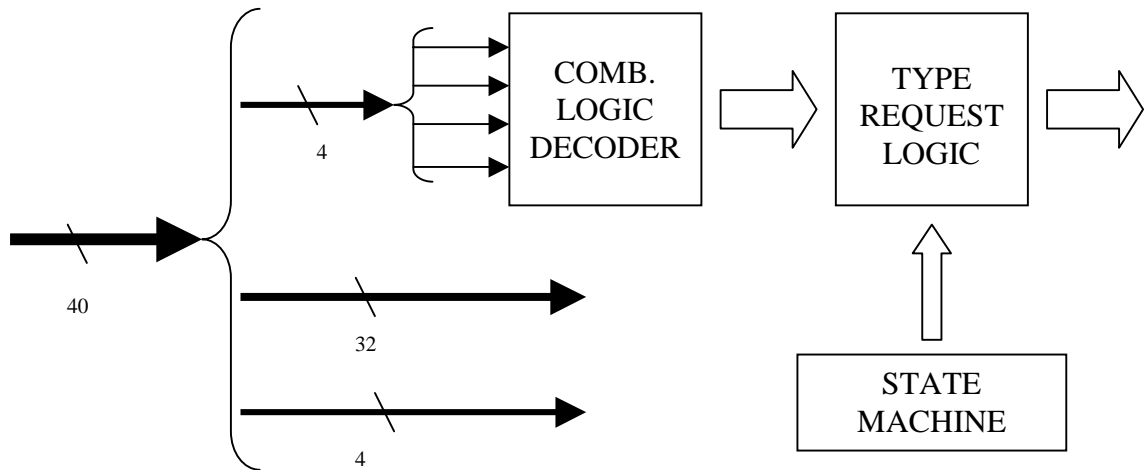 COMB.
LOGIC
DECODER
TYPE
REQUEST
LOGIC
4
40
32
STATE
MACHINE
4